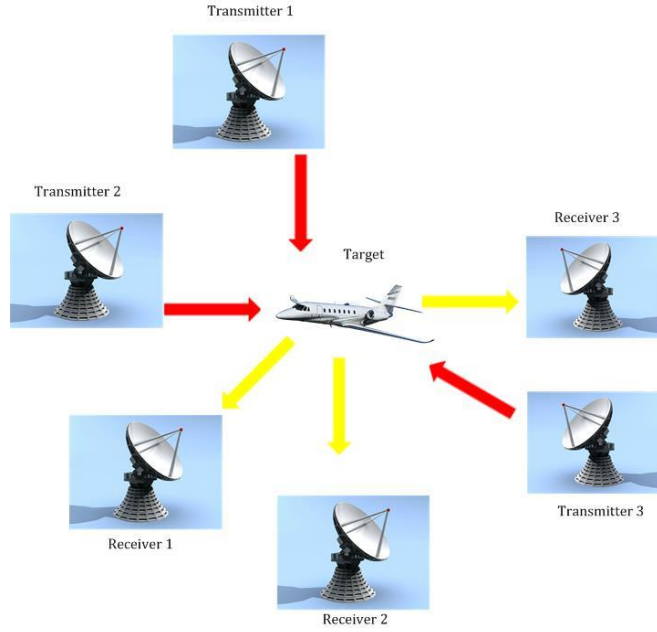 Transmitter 1
Transmitter 2
Receiver 3
Target
Transmitter 3
Receiver 1
Receiver 2